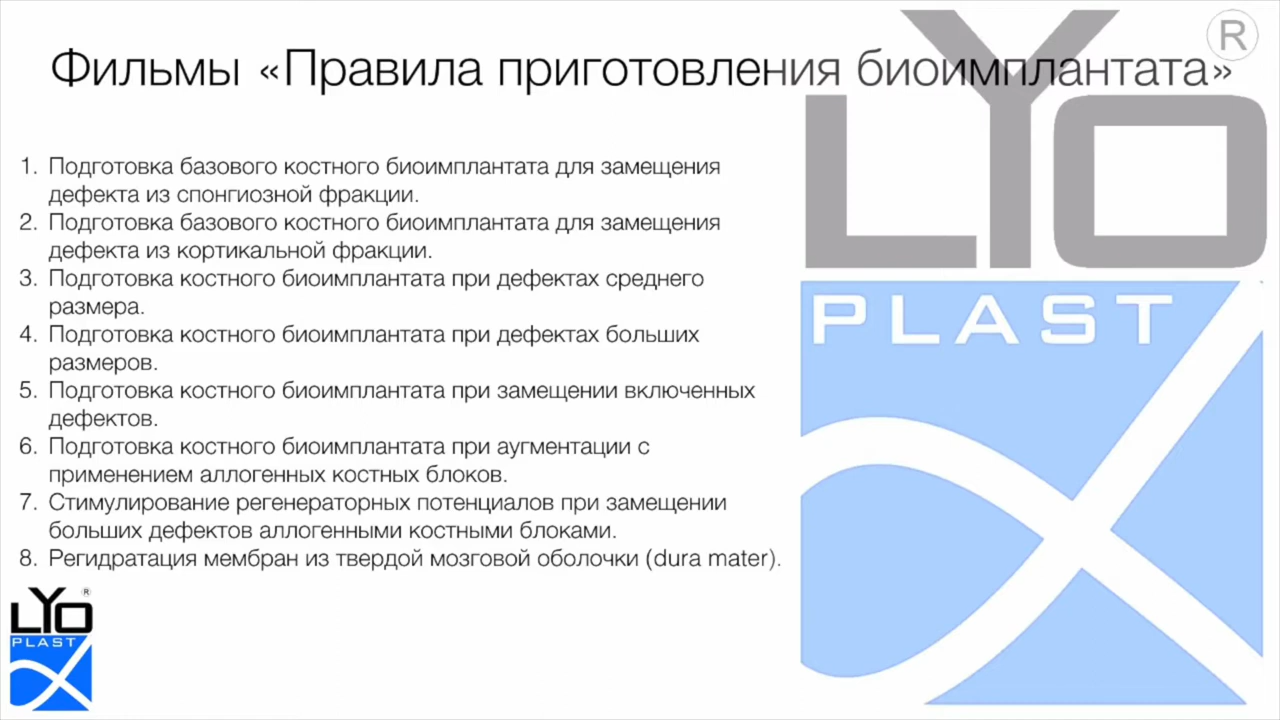 Фильмы «Правила приготовления биоимплантата»
1. Подготовка базового костного биоимплантата для замещения
дефекта из спонгиозной фракции.
2. Подготовка базового костного биоимплантата для замещения
дефекта из кортикальной фракции.
3. Подготовка костного биоимплантата при дефектах среднего
размера.
4. Подготовка костного биоимплантата при дефектах больших
размеров.
5. Подготовка костного биоимплантата при замещении включенных
дефектов.
6. Подготовка костного биоимплантата при аугментации с
применением аллогенных костных блоков.
7. Стимулирование регенераторных потенциалов при замещении
больших дефектов аллогенными костными блоками.
8. Регидратация мембран из твердой мозговой оболочки (dura mater).
LYO ®
PLAST
LYO ®
PLAST